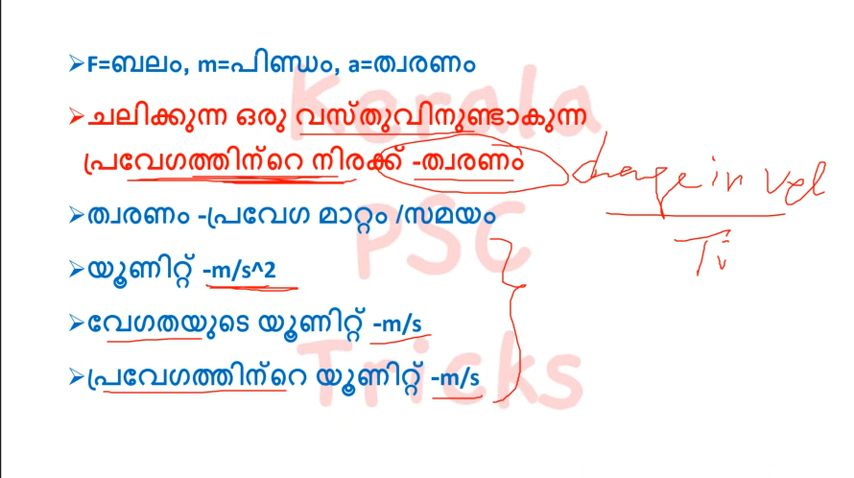 ➢F=ബലം, m=പിണ്ഡം, a=ത്വരണം
➢ചലിക്കുന്ന ഒരു വസ്തുവിനുണ്ടാകുന്ന
പ്രവേഗത്തിന്റെ നിരക്ക് -ത്വരണം
change in vel
Ti
➢ത്വരണം -പ്രവേഗ മാറ്റം /സമയം
➢യൂണിറ്റ് -m/s^2
➢വേഗതയുടെ യൂണിറ്റ് -m/s
➢പ്രവേഗത്തിന്റെ യൂണിറ്റ് -m/s
Kerala
PSC
Tricks